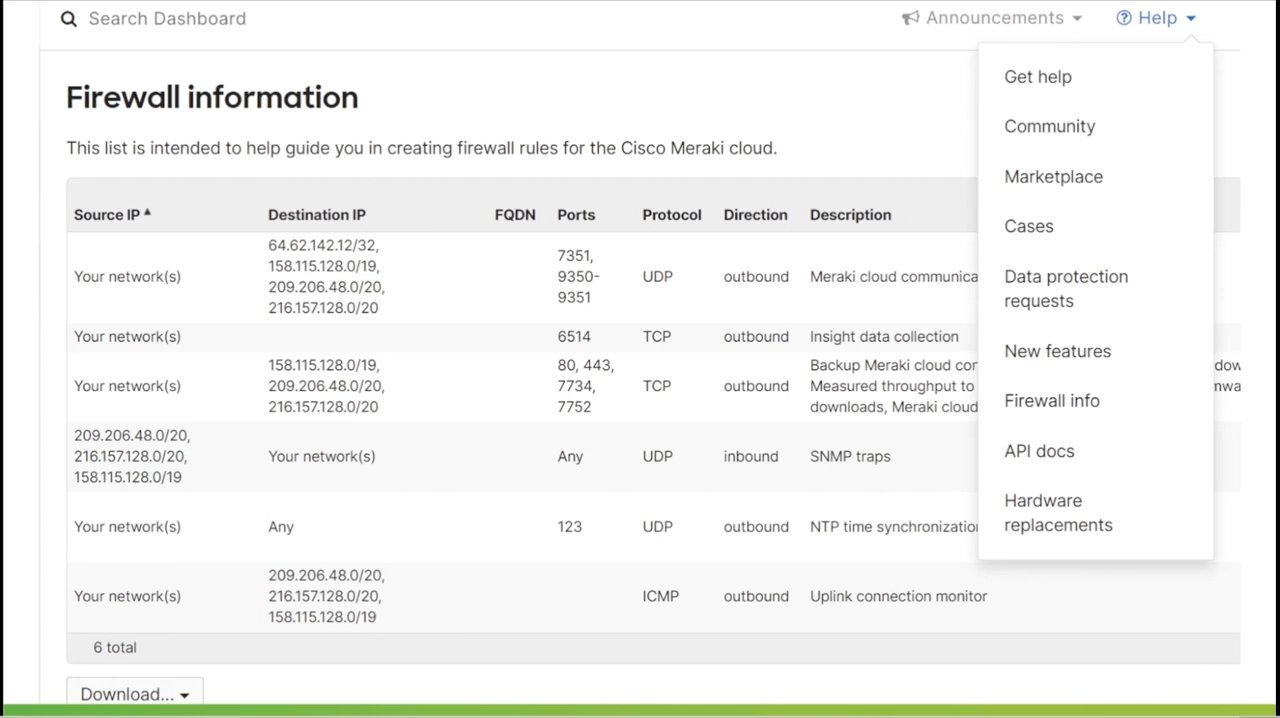 Search Dashboard
Announcements
Help
Get help
Community
Marketplace
Cases
Data protection
requests
New features
Firewall info
API docs
Hardware
replacements
Firewall information
This list is intended to help guide you in creating firewall rules for the Cisco Meraki cloud.
Source IP Destination IP FQDN Ports Protocol Direction Description
Your network(s)
64.62.142.12/32,
158.115.128.0/19,
209.206.48.0/20,
216.157.128.0/20
7351,
9350-
9351
UDP
outbound
Meraki cloud communica
Your network(s) 6514 TCP outbound Insight data collection
Your network(s)
158.115.128.0/19,
209.206.48.0/20,
216.157.128.0/20
80, 443,
7734,
7752
TCP
outbound
Backup Meraki cloud con
Measured throughput to
downloads, Meraki cloud
209.206.48.0/20,
216.157.128.0/20,
158.115.128.0/19
Your network(s)
Any
UDP
inbound
SNMP traps
Your network(s) Any 123 UDP outbound NTP time synchronization
Your network(s)
209.206.48.0/20,
216.157.128.0/20,
158.115.128.0/19
ICMP
outbound
Uplink connection monitor
6 total
Download...